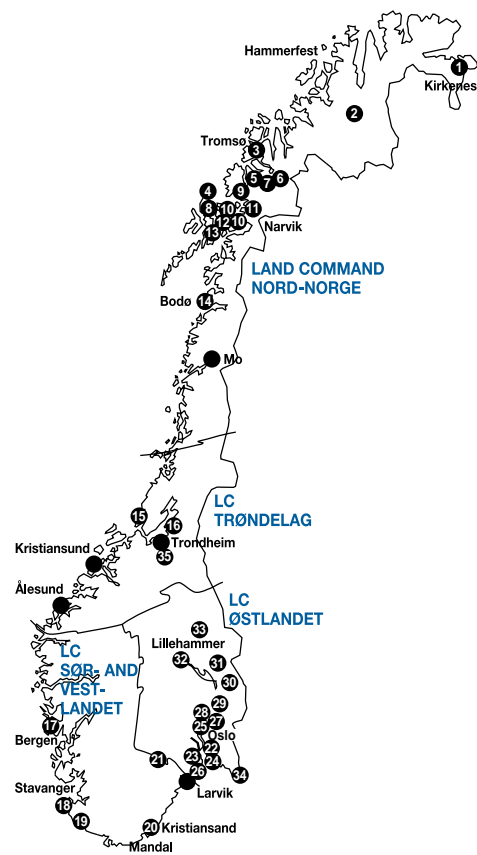 Hammerfest
1
Kirkenes
2
Tromsø
3
5
7
6
4
9
8
10
11
12
10
Narvik
13
LAND COMMAND
NORD-NORGE
Bodø
14
Mo
LC
TRØNDELAG
15
16
Kristiansund
Trondheim
35
Ålesund
LC
ØSTLANDET
33
Lillehammer
32
31
LC
SØR- AND
VEST-
LANDET
30
29
28
27
17
25
Oslo
Bergen
22
23
24
21
26
34
Larvik
Stavanger
18
19
20
Kristiansand
Mandal